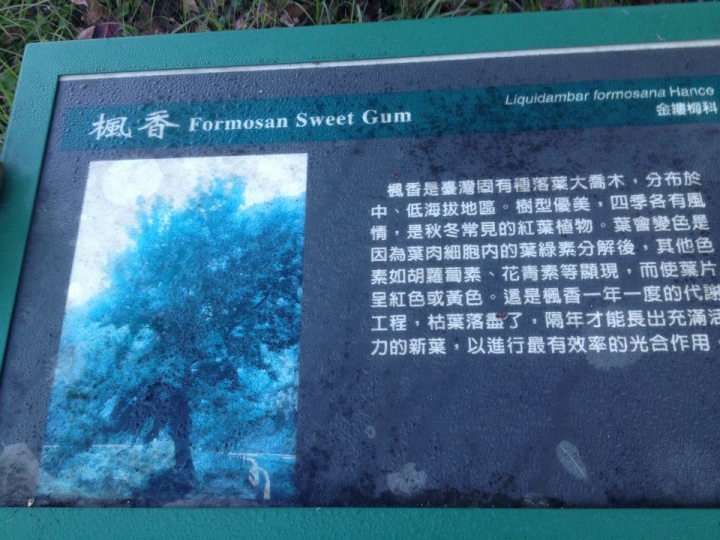 楓香 Formosan Sweet Gum
Liquidambar formosana Hance
金縷梅科
楓香是臺灣固有種落葉大喬木，分布於
中、低海拔地區。樹型優美，四季各有風
情，是秋冬常見的紅葉植物。葉會變色是
因為葉肉細胞內的葉綠素分解後，其他色
素如胡蘿蔔素、花青素等顯現，而使葉片
呈紅色或黃色。這是楓香一年一度的代謝
工程，枯葉落盡了，隔年才能長出充滿活
力的新葉，以進行最有效率的光合作用。